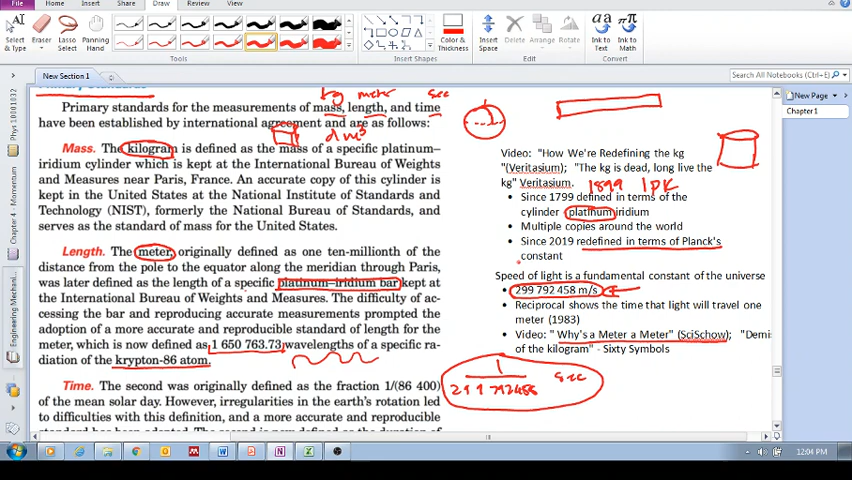 File
Home
Insert
Draw
History
Review
View
Select & Type
Eraser
Lasso Select
Panning Hand
Color & Thickness
Insert Space
Delete
Arrange
Rotate
Ink to Text
Ink to Math
Tools
Insert Shapes
Edit
Convert
New Section 1
Search All Notebooks (Ctrl+E)
New Page
Chapter1
Phys 10101032
Chapter 4 - Momentum
Engineering Mechanic
kg meter sec
Primary standards for the measurements of mass, length, and time
have been established by international agreement and are as follows:
dm³
Mass. The kilogram is defined as the mass of a specific platinum–
iridium cylinder which is kept at the International Bureau of Weights
and Measures near Paris, France. An accurate copy of this cylinder is
kept in the United States at the National Institute of Standards and
Technology (NIST), formerly the National Bureau of Standards, and
serves as the standard of mass for the United States.
Length. The meter, originally defined as one ten-millionth of the
distance from the pole to the equator along the meridian through Paris,
was later defined as the length of a specific platinum–iridium bar kept at
the International Bureau of Weights and Measures. The difficulty of ac-
cessing the bar and reproducing accurate measurements prompted the
adoption of a more accurate and reproducible standard of length for the
meter, which is now defined as 1 650 763.73 wavelengths of a specific ra-
diation of the krypton-86 atom.
Time. The second was originally defined as the fraction 1/(86 400)
of the mean solar day. However, irregularities in the earth's rotation led
to difficulties with this definition, and a more accurate and reproducible
Video: "How We're Redefining the kg
"(Veritasium); "The kg is dead, long live the
kg" Veritasium.
1899 1PK
Since 1799 defined in terms of the
cylinder platinum iridium
Multiple copies around the world
Since 2019 redefined in terms of Planck's
constant
Speed of light is a fundamental constant of the universe
299 792 458 m/s
Reciprocal shows the time that light will travel one
meter (1983)
Video: " Why's a Meter a Meter" (SciSchow); "Demi
of the kilogram" - Sixty Symbols
1
299 792456 sec
12:04 PM